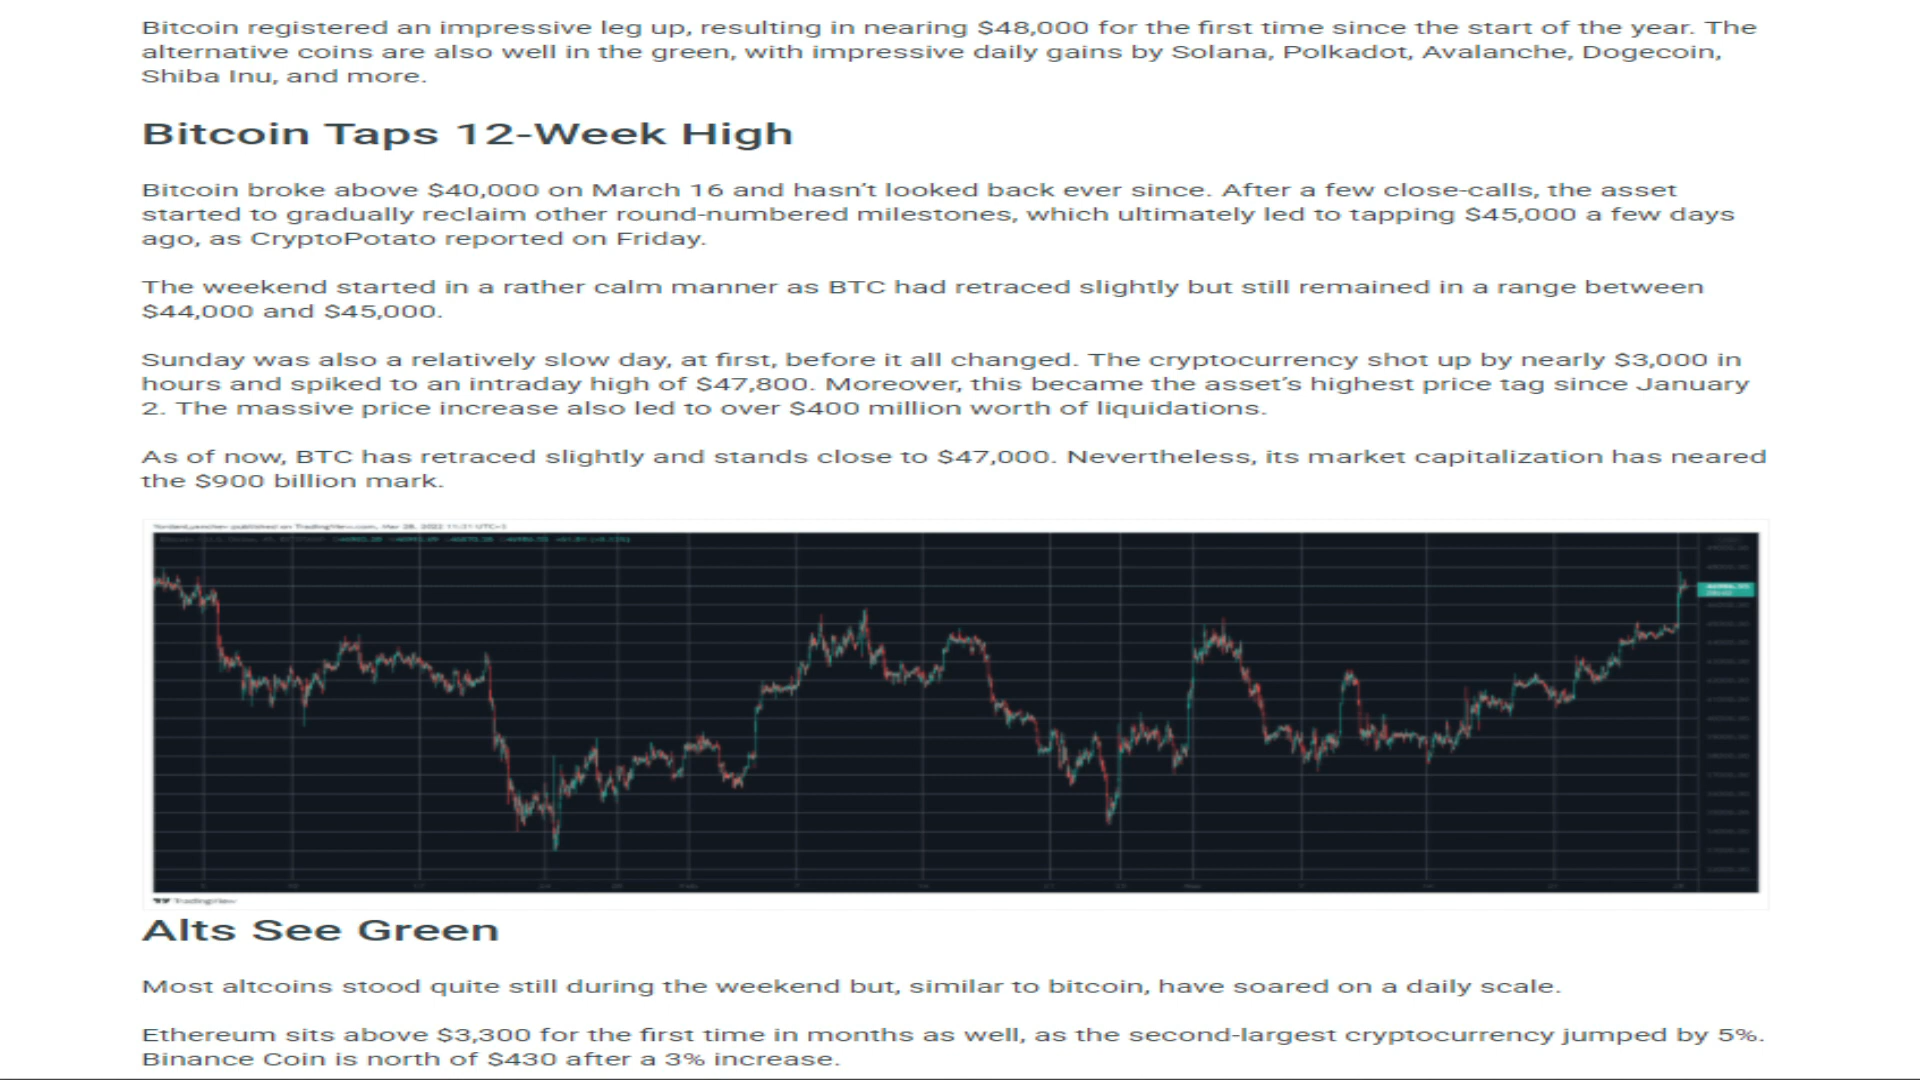 Bitcoin registered an impressive leg up, resulting in nearing $48,000 for the first time since the start of the year. The
alternative coins are also well in the green, with impressive daily gains by Solana, Polkadot, Avalanche, Dogecoin,
Shiba Inu, and more.
Bitcoin Taps 12-Week High
Bitcoin broke above $40,000 on March 16 and hasn’t looked back ever since. After a few close-calls, the asset
started to gradually reclaim other round-numbered milestones, which ultimately led to tapping $45,000 a few days
ago, as CryptoPotato reported on Friday.
The weekend started in a rather calm manner as BTC had retraced slightly but still remained in a range between
$44,000 and $45,000.
Sunday was also a relatively slow day, at first, before it all changed. The cryptocurrency shot up by nearly $3,000 in
hours and spiked to an intraday high of $47,800. Moreover, this became the asset’s highest price tag since January
2. The massive price increase also led to over $400 million worth of liquidations.
As of now, BTC has retraced slightly and stands close to $47,000. Nevertheless, its market capitalization has neared
the $900 billion mark.
published on TradingView.com, Mar 28, 2022 11:31 UTC+3
TradingView
Alts See Green
Most altcoins stood quite still during the weekend but, similar to bitcoin, have soared on a daily scale.
Ethereum sits above $3,300 for the first time in months as well, as the second-largest cryptocurrency jumped by 5%.
Binance Coin is north of $430 after a 3% increase.